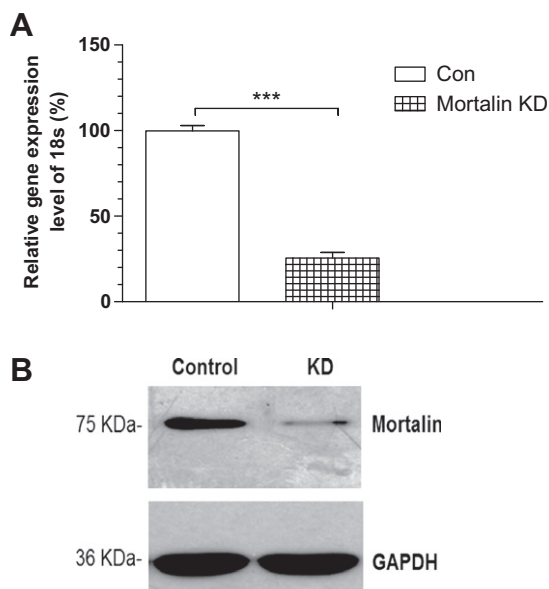 A
Relative gene expression
level of 18s (%)
150
100
50
0
***
Con
Mortalin KD
B
Control KD
75 KDa- Mortalin
36 KDa- GAPDH